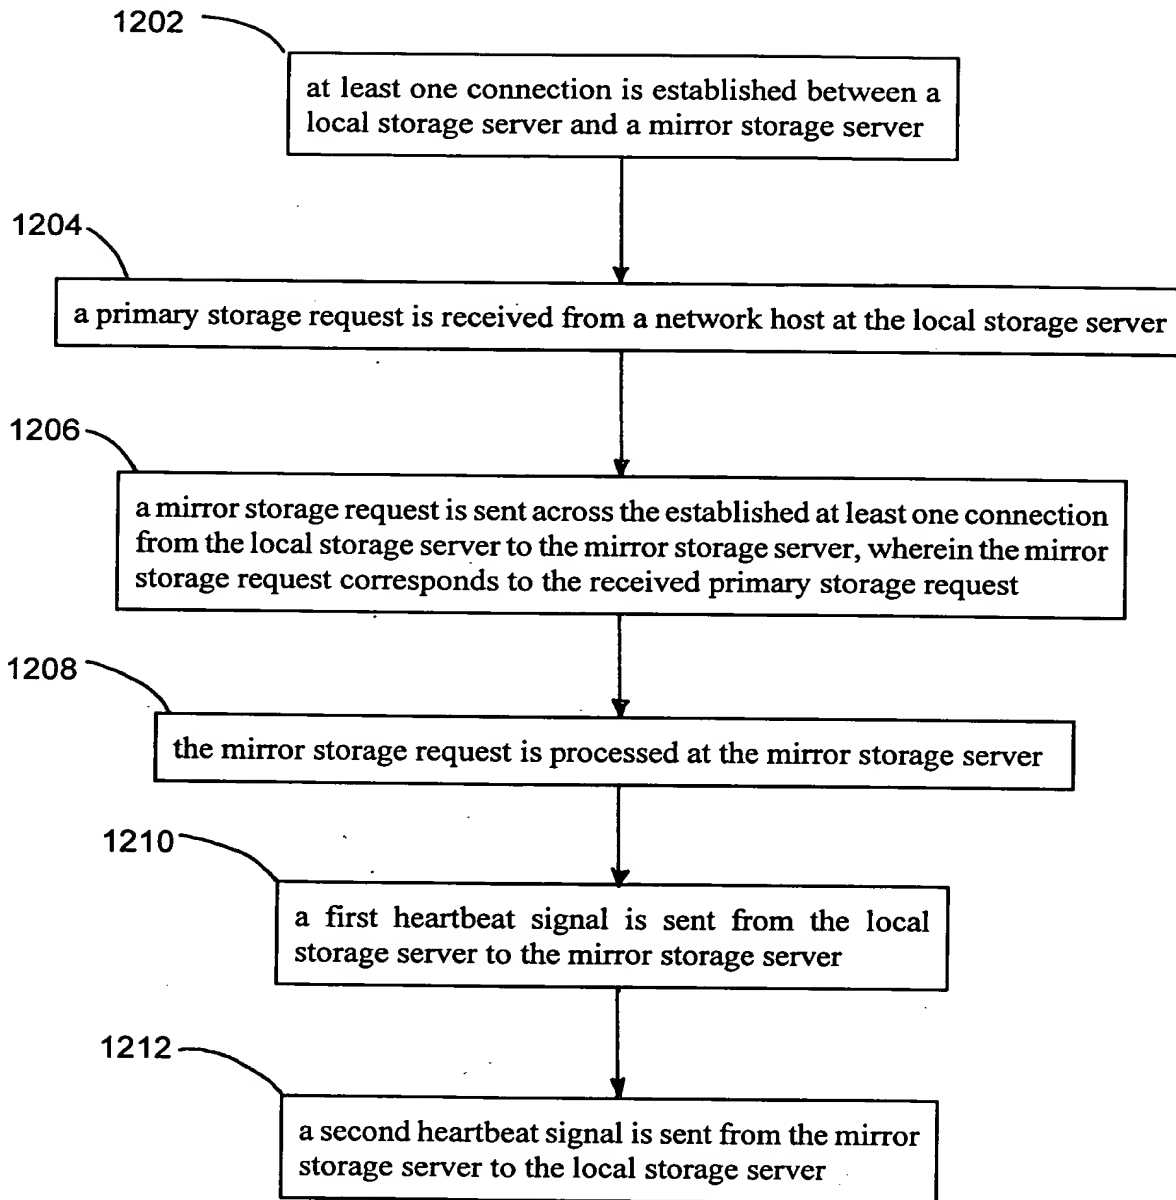 1202
at least one connection is established between a
local storage server and a mirror storage server
1204
a primary storage request is received from a network host at the local storage server
1206
a mirror storage request is sent across the established at least one connection
from the local storage server to the mirror storage server, wherein the mirror
storage request corresponds to the received primary storage request
1208
the mirror storage request is processed at the mirror storage server
1210
a first heartbeat signal is sent from the local
storage server to the mirror storage server
1212
a second heartbeat signal is sent from the mirror
storage server to the local storage server